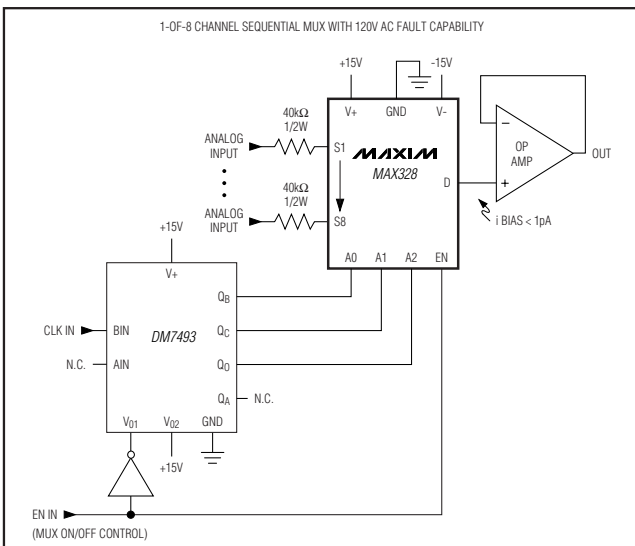 1-OF-8 CHANNEL SEQUENTIAL MUX WITH 120V AC FAULT CAPABILITY
+15V
-15V
V+
GND
V-
40kΩ
1/2W
ANALOG
INPUT
S1
MAXIM
MAX328
D
40kΩ
1/2W
ANALOG
INPUT
S8
A0
A1
A2
EN
OP
AMP
−
+
OUT
i BIAS < 1pA
+15V
V+
CLK IN
BIN
DM7493
QB
QC
QO
N.C.
AIN
QA
N.C.
V01
V02
GND
+15V
EN IN
(MUX ON/OFF CONTROL)